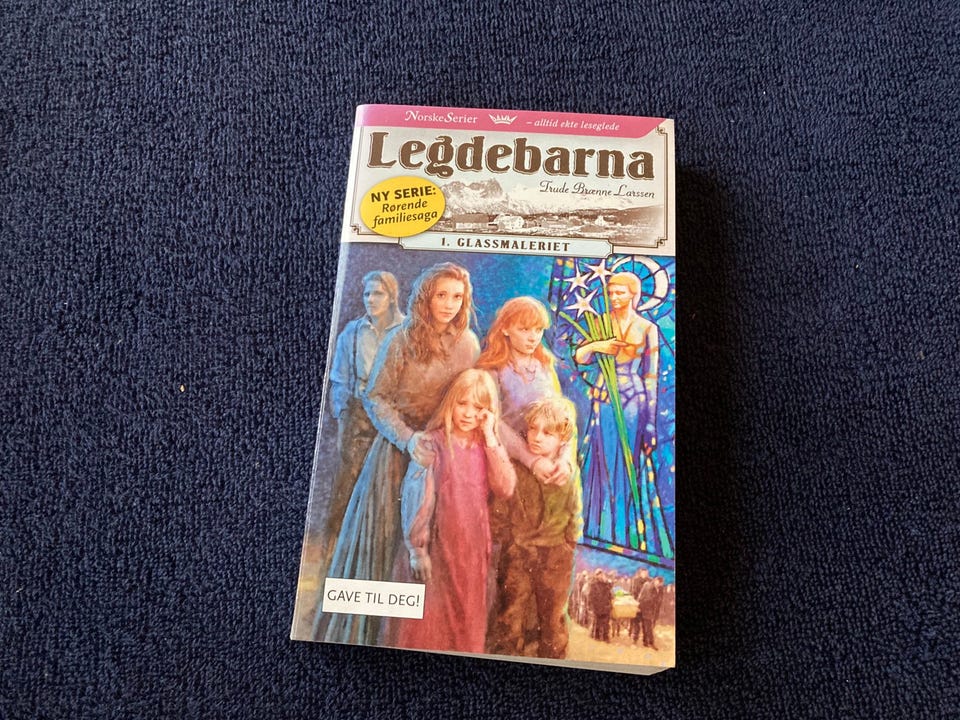 NorskeSerier – alltid ekte leseglede
Legdebarna
Trude Brænne Larssen
NY SERIE:
Rørende
familiesaga
1. GLASSMALERIET
GAVE TIL DEG!